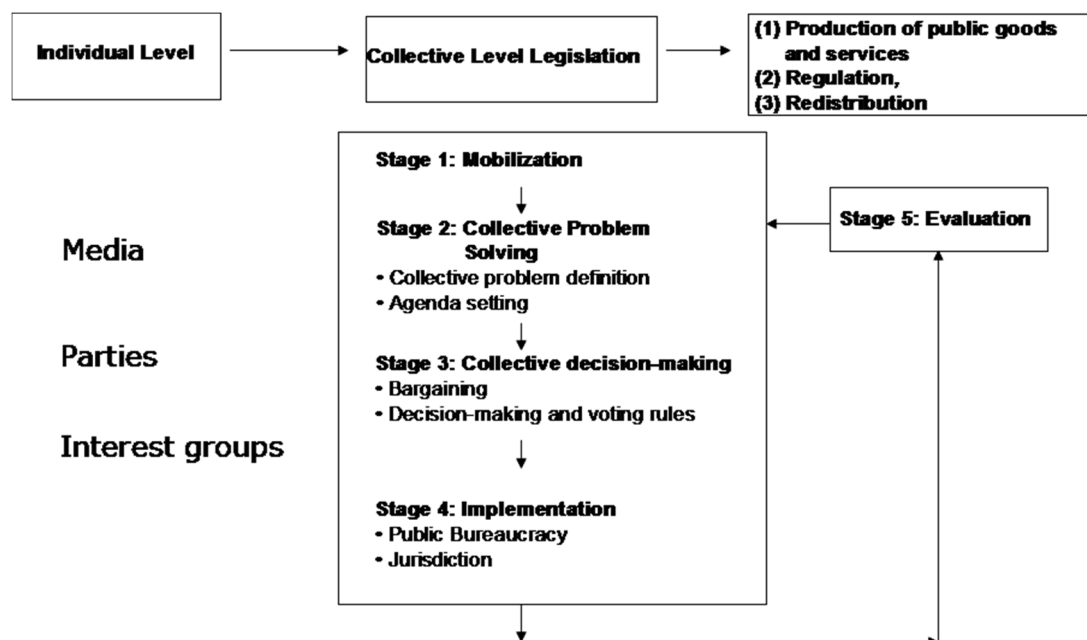 Individual Level
Collective Level Legislation
(1) Production of public goods
and services
(2) Regulation,
(3) Redistribution
Stage 1: Mobilization
Stage 2: Collective Problem
Solving
• Collective problem definition
• Agenda setting
Stage 3: Collective decision-making
• Bargaining
• Decision-making and voting rules
Stage 4: Implementation
• Public Bureaucracy
• Jurisdiction
Stage 5: Evaluation
Media
Parties
Interest groups